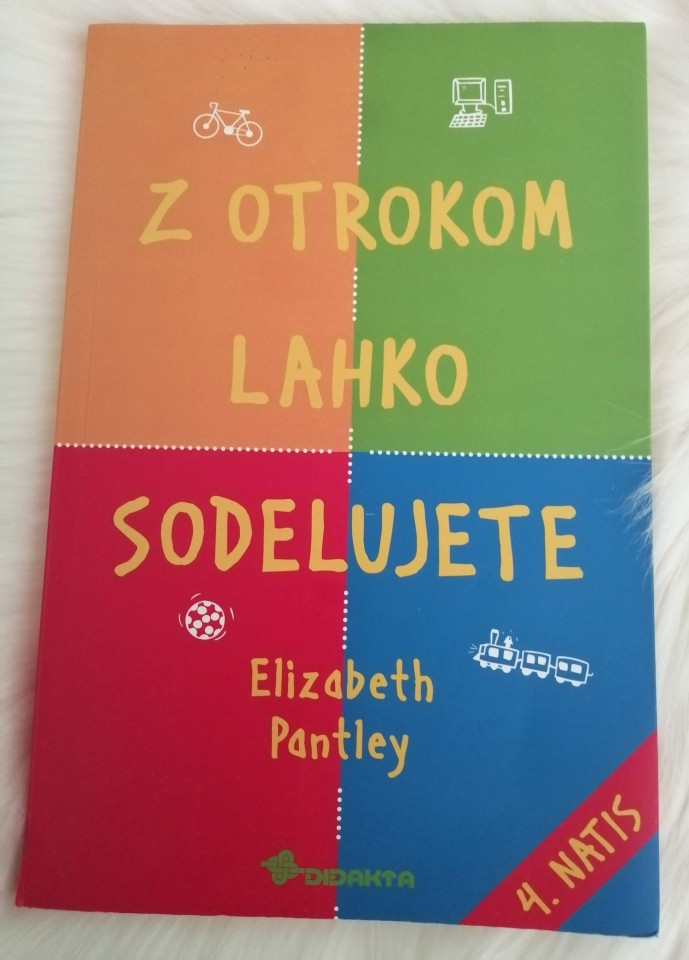 Z OTROKOM
LAHKO
SODELUJETE
Elizabeth
Pantley
DIDAKTA
4. NATIS